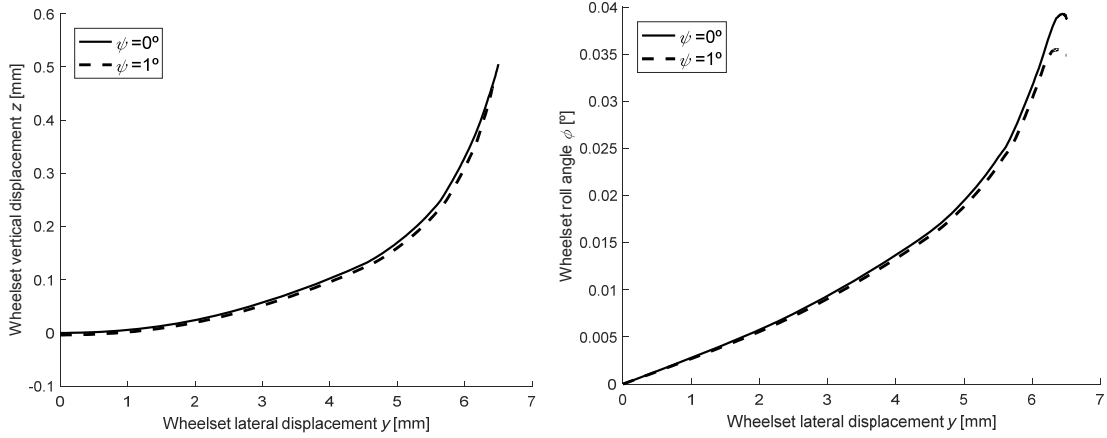 0.6
0.5
0.4
0.3
0.2
0.1
0
-0.1
Wheelset vertical displacement z [mm]
ψ =0º
ψ =1º
0 1 2 3 4 5 6 7
Wheelset lateral displacement y [mm]
0.04
0.035
0.03
0.025
0.02
0.015
0.01
0.005
0
Wheelset roll angle ϕ [º]
ψ =0º
ψ =1º
0 1 2 3 4 5 6 7
Wheelset lateral displacement y [mm]